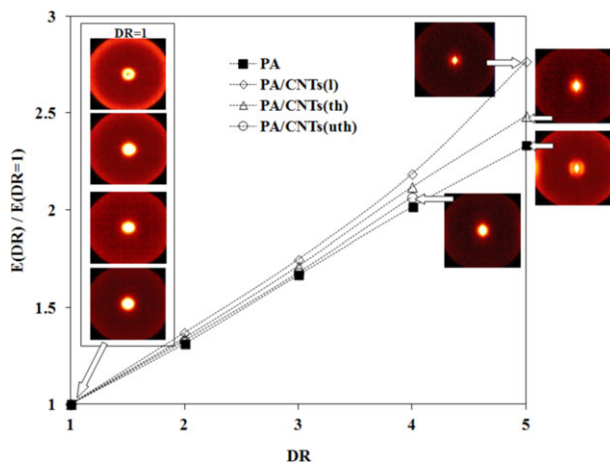 3
DR=1
PA
PA/CNTs(l)
PA/CNTs(th)
PA/CNTs(uth)
2.5
E(DR) / E(DR=1)
2
1.5
1
1 2 3 4 5
DR